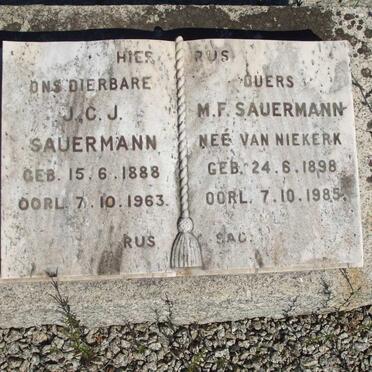 HIER RUS
ONS DIERBARE OUERS
J.C.J.
SAUERMANN
GEB. 15.6.1888
OORL. 7.10.1963.
M.F. SAUERMANN
NEÉ VAN NIEKERK
GEB. 24.6.1898
OORL. 7.10.1985.
RUS SAG.